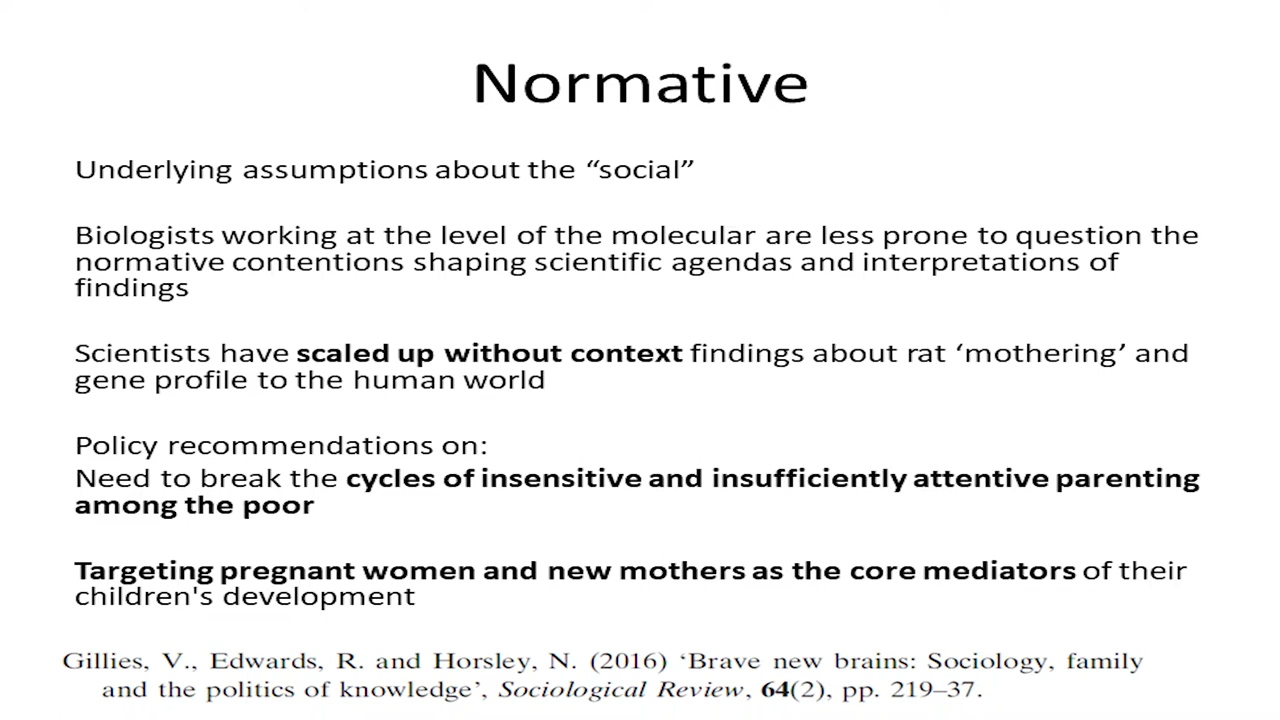 Normative
Underlying assumptions about the “social”
Biologists working at the level of the molecular are less prone to question the
normative contentions shaping scientific agendas and interpretations of
findings
Scientists have scaled up without context findings about rat ‘mothering’ and
gene profile to the human world
Policy recommendations on:
Need to break the cycles of insensitive and insufficiently attentive parenting
among the poor
Targeting pregnant women and new mothers as the core mediators of their
children's development
Gillies, V., Edwards, R. and Horsley, N. (2016) ‘Brave new brains: Sociology, family
and the politics of knowledge’, Sociological Review, 64(2), pp. 219–37.